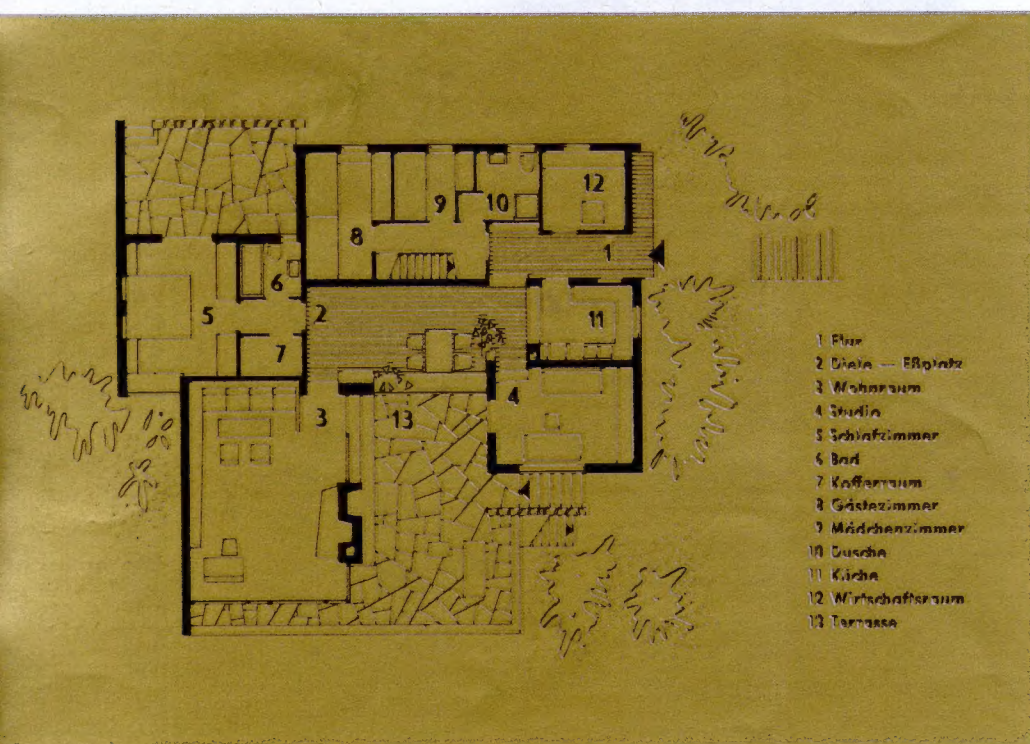 12
9
10
8
1
6
5
2
11
7
4
3
13
1 Flur
2 Diele — Eßplatz
3 Wohnraum
4 Studio
5 Schlafzimmer
6 Bad
7 Kofferraum
8 Gästezimmer
9 Mädchenzimmer
10 Dusche
11 Küche
12 Wirtschaftsraum
13 Terrasse